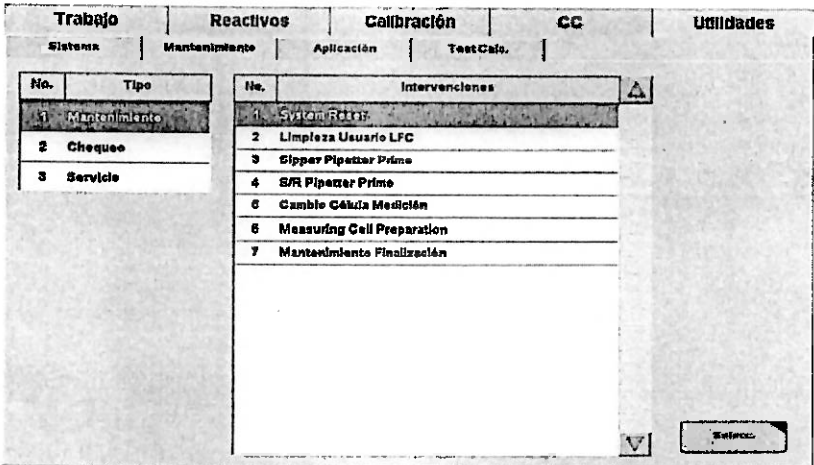 Trabajo Reactivos Calibración CC Utilidades
Sistema Mantenimiento Aplicación Test Calc.
No. Tipo
1 Mantenimiento
2 Chequeo
3 Servicio
No. Intervenciones
1 System Reset
2 Limpieza Usuario LFC
3 Sipper Pipetter Prime
4 S/R Pipetter Prime
5 Cambio Célula Medición
6 Measuring Cell Preparation
7 Mantenimiento Finalización